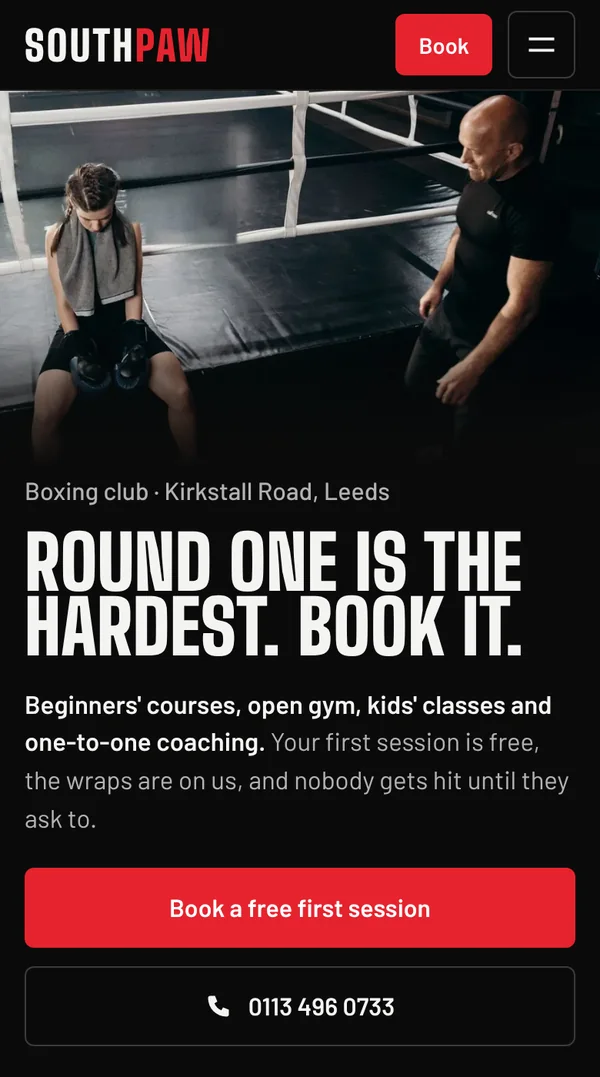 SOUTHPAW
Book
Boxing club · Kirkstall Road, Leeds
ROUND ONE IS THE
HARDEST. BOOK IT.
Beginners' courses, open gym, kids' classes and
one-to-one coaching. Your first session is free,
the wraps are on us, and nobody gets hit until they
ask to.
Book a free first session
0113 496 0733